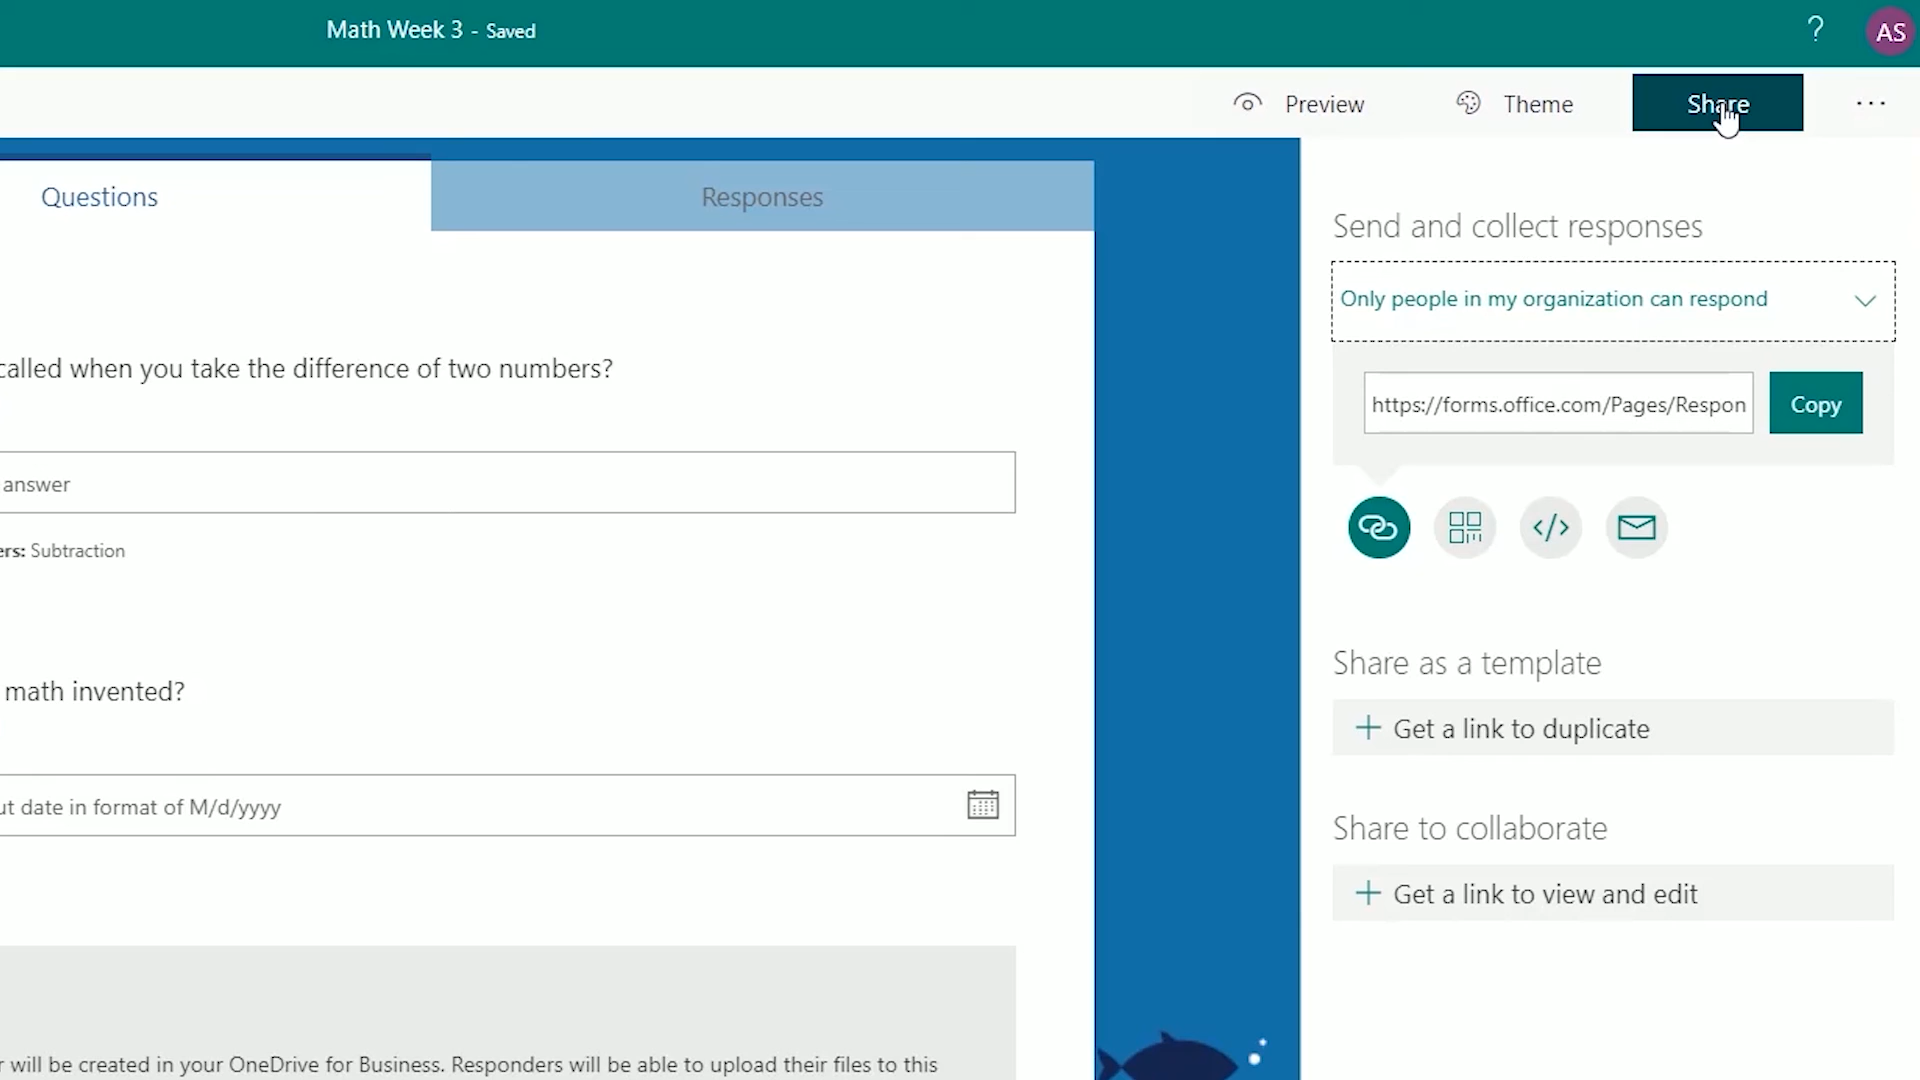 Math Week 3 - Saved
?
AS
Preview
Theme
Share
...
Questions
Responses
called when you take the difference of two numbers?
answer
ers: Subtraction
math invented?
ut date in format of M/d/yyyy
r will be created in your OneDrive for Business. Responders will be able to upload their files to this
Send and collect responses
Only people in my organization can respond
https://forms.office.com/Pages/Respon
Copy
</>
Share as a template
+ Get a link to duplicate
Share to collaborate
+ Get a link to view and edit